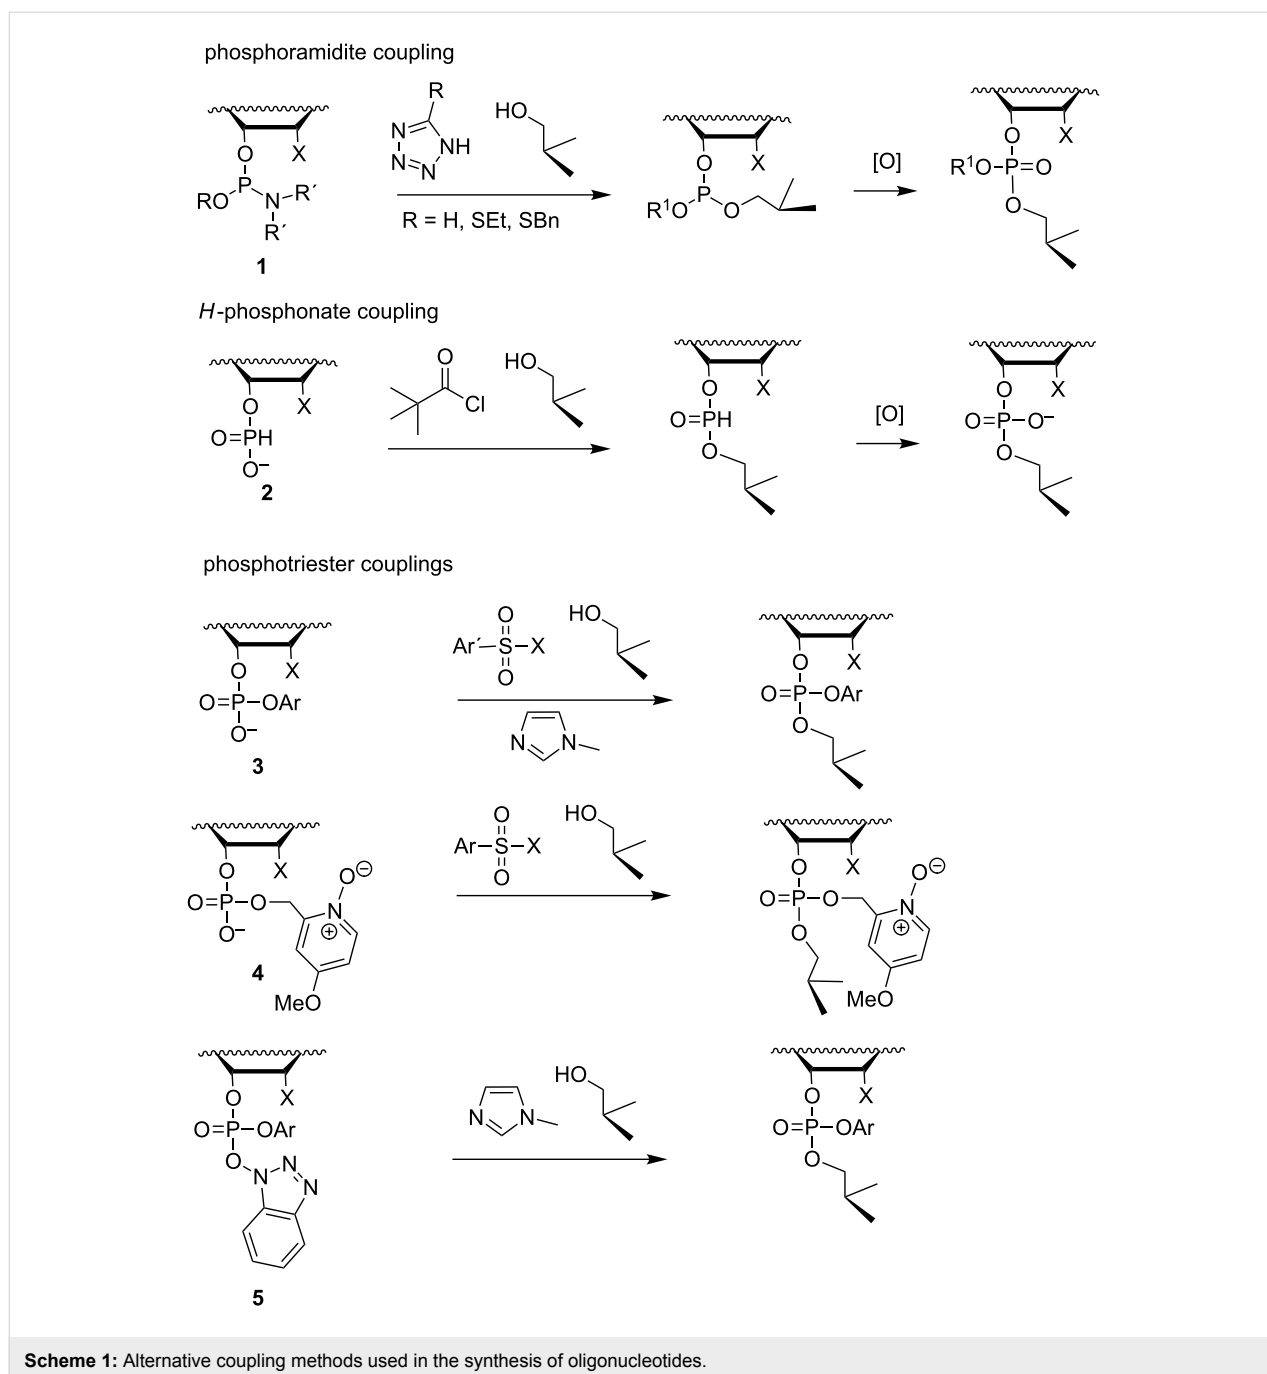 phosphoramidite coupling
R
HO
N
N
N
N
NH
O
X
P
RO
N
R´
R´
1
R = H, SEt, SBn
O
X
P
R¹O
O
[O]
O
X
R¹O-P=O
O
H-phosphonate coupling
O
Cl
HO
O
X
O=PH
O⁻
2
O
X
O=PH
O
[O]
O
X
O=P-O⁻
O
phosphotriester couplings
O
Ar´-S-X
O
HO
N
N
O
X
O=P-OAr
O⁻
3
O
X
O=P-OAr
O
O
Ar-S-X
O
HO
O
X
O=P-O
O⁻
O⊖
N
⊕
MeO
4
O
X
O=P-O
O
O⊖
N
⊕
MeO
O
X
O=P-OAr
O
N
N
N
5
N
N
HO
O
X
O=P-OAr
O
Scheme 1: Alternative coupling methods used in the synthesis of oligonucleotides.